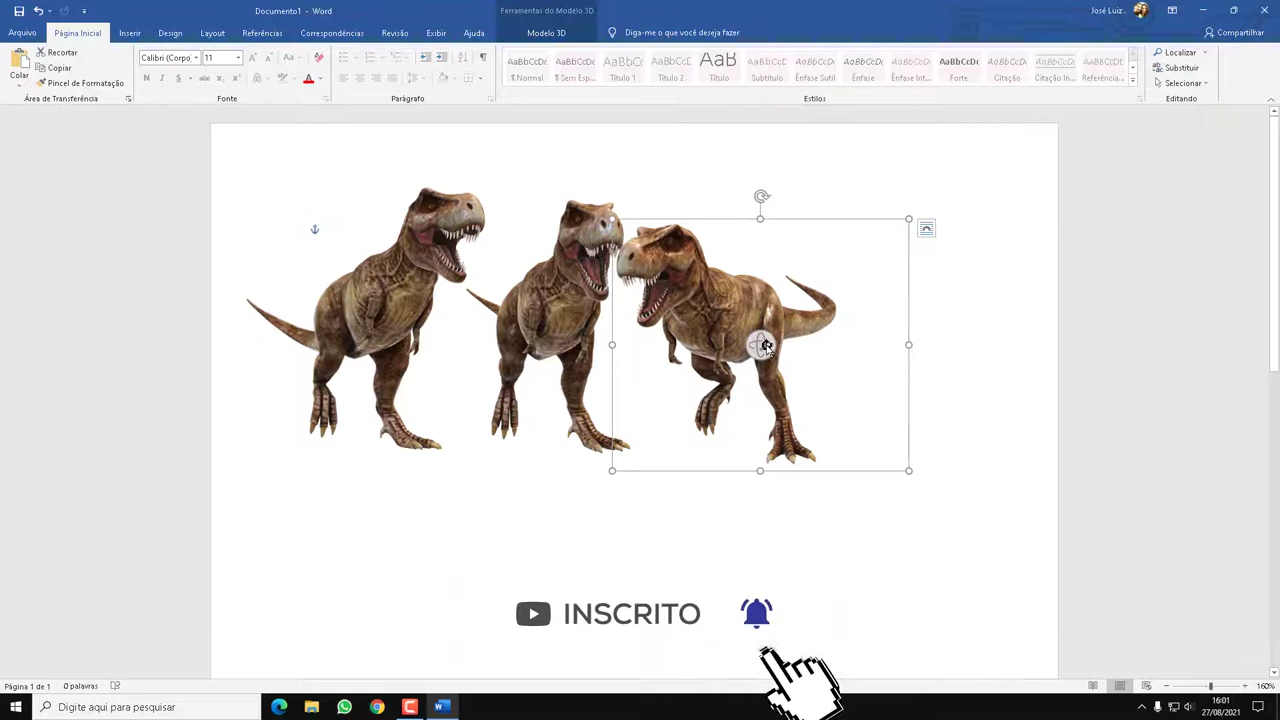 Documento1 - Word
Ferramentas do Modelo 3D
José Luiz
Arquivo Página Inicial Inserir Design Layout Referências Correspondências Revisão Exibir Ajuda Modelo 3D Diga-me o que você deseja fazer Compartilhar
Colar
Recortar
Copiar
Pincel de Formatação
Área de Transferência
Calibri (Corpo) 11
N I S abc
Fonte
Parágrafo
AaBbCcDc AaBbCcDc AaBbC( AaBbCcC AaB AaBbCcD AaBbCcDc AaBbCcDc AaBbCcDc AaBbCcDc AaBbCcDc AaBbCcDc AaBbCcDc
¶ Normal ¶ Sem Esp... Título 1 Título 2 Título Subtítulo Ênfase Sutil Ênfase Ênfase Int... Forte Citação Citação In... Referência...
Estilos
Localizar
Substituir
Selecionar
Editando
INSCRITO
Página 1 de 1 0 palavras
160%
Digite aqui para pesquisar
16:01
27/08/2021